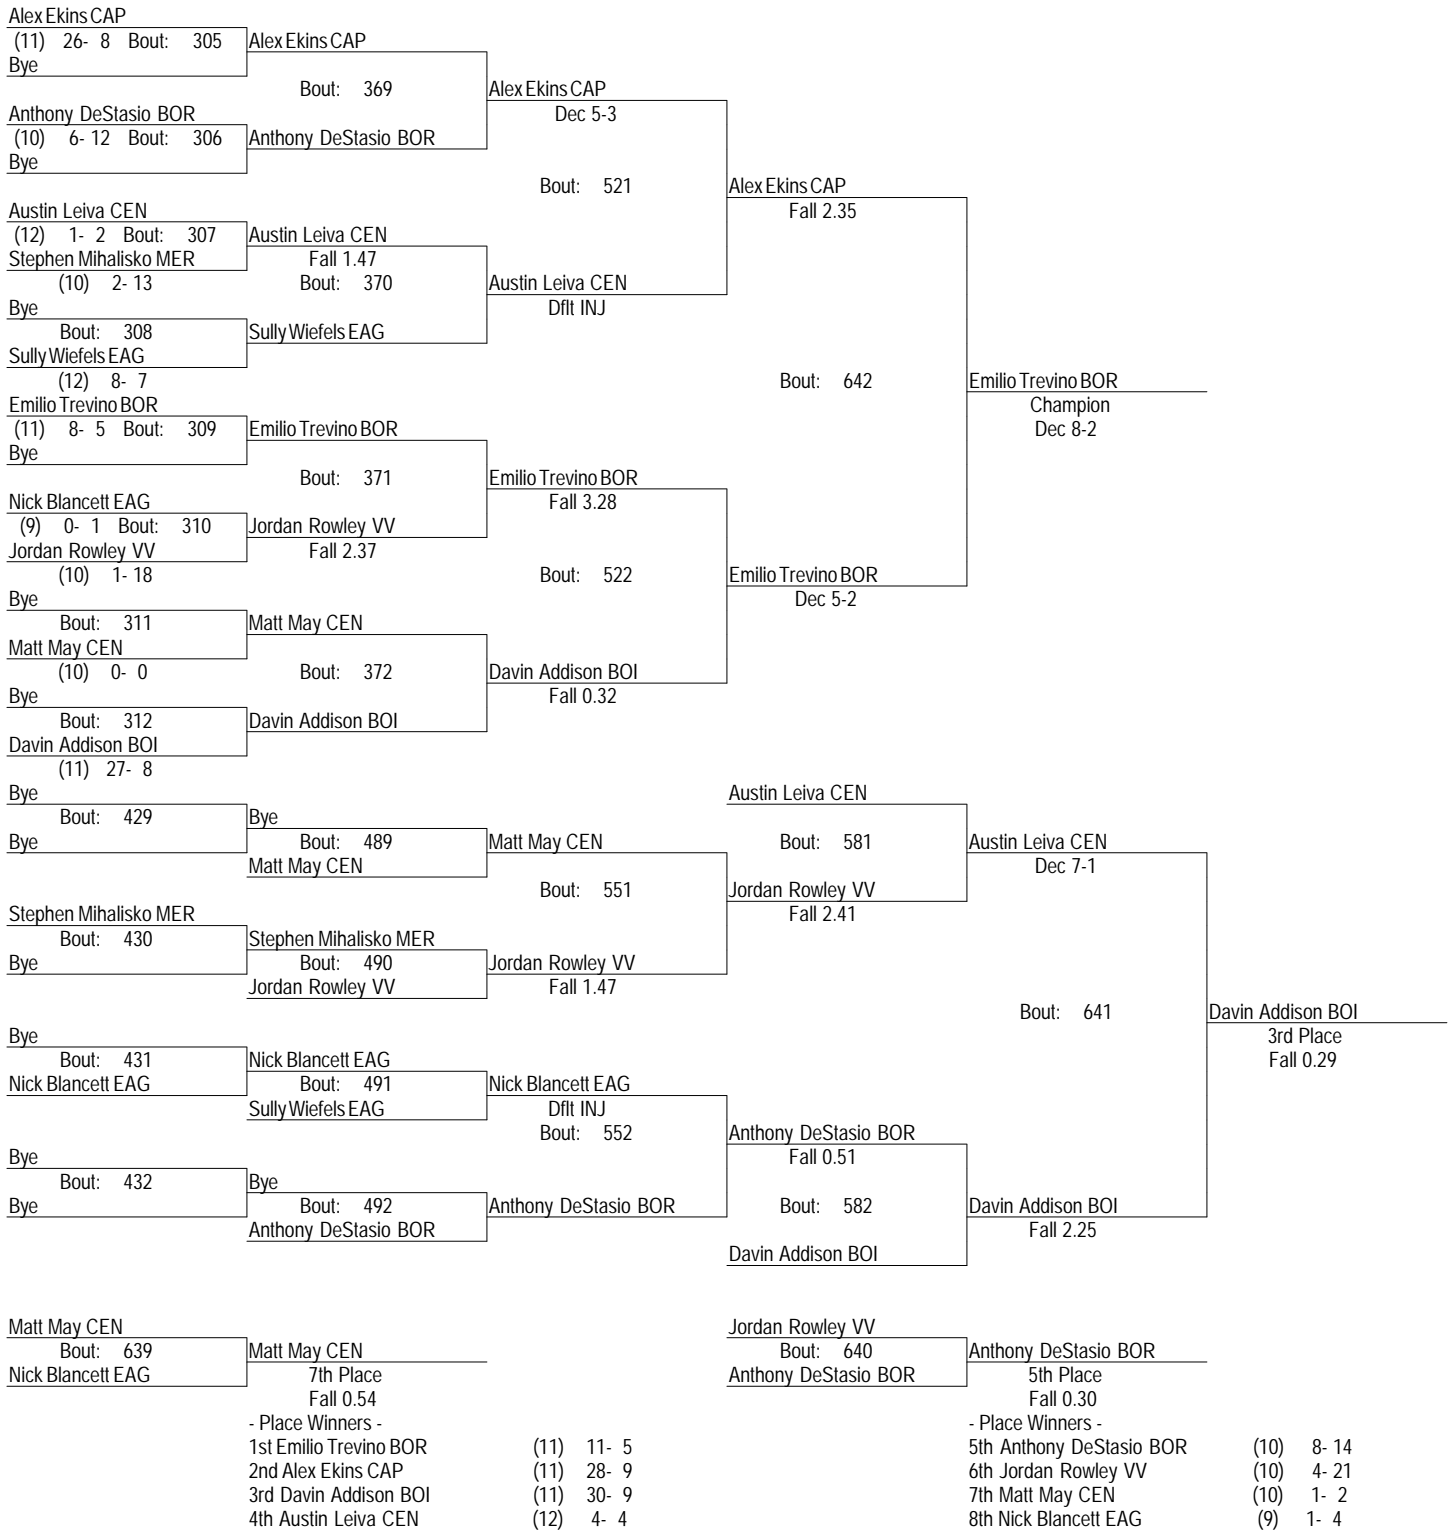 Alex Ekins CAP
(11) 26- 8 Bout: 305 Alex Ekins CAP
Bye
Bout: 369 Alex Ekins CAP
Anthony DeStasio BOR Dec 5-3
(10) 6- 12 Bout: 306 Anthony DeStasio BOR
Bye
Bout: 521 Alex Ekins CAP
Austin Leiva CEN Fall 2.35
(12) 1- 2 Bout: 307 Austin Leiva CEN
Stephen Mihalisko MER Fall 1.47
(10) 2- 13 Bout: 370 Austin Leiva CEN
Bye Dflt INJ
Bout: 308 Sully Wiefels EAG
Sully Wiefels EAG
(12) 8- 7 Bout: 642 Emilio Trevino BOR
Emilio Trevino BOR Champion
(11) 8- 5 Bout: 309 Emilio Trevino BOR Dec 8-2
Bye
Bout: 371 Emilio Trevino BOR
Nick Blancett EAG Fall 3.28
(9) 0- 1 Bout: 310 Jordan Rowley VV
Jordan Rowley VV Fall 2.37
(10) 1- 18 Bout: 522 Emilio Trevino BOR
Bye Dec 5-2
Bout: 311 Matt May CEN
Matt May CEN
(10) 0- 0 Bout: 372 Davin Addison BOI
Bye Fall 0.32
Bout: 312 Davin Addison BOI
Davin Addison BOI
(11) 27- 8
Bye Austin Leiva CEN
Bout: 429 Bye
Bye Bout: 489 Matt May CEN Bout: 581 Austin Leiva CEN
Matt May CEN Dec 7-1
Bout: 551 Jordan Rowley VV
Stephen Mihalisko MER Fall 2.41
Bout: 430 Stephen Mihalisko MER
Bye Bout: 490 Jordan Rowley VV
Jordan Rowley VV Fall 1.47
Bout: 641 Davin Addison BOI
Bye 3rd Place
Bout: 431 Nick Blancett EAG Fall 0.29
Nick Blancett EAG Bout: 491 Nick Blancett EAG
Sully Wiefels EAG Dflt INJ
Bout: 552 Anthony DeStasio BOR
Bye Fall 0.51
Bout: 432 Bye
Bye Bout: 492 Anthony DeStasio BOR Bout: 582 Davin Addison BOI
Anthony DeStasio BOR Fall 2.25
Davin Addison BOI
Matt May CEN Jordan Rowley VV
Bout: 639 Matt May CEN Bout: 640 Anthony DeStasio BOR
Nick Blancett EAG 7th Place Anthony DeStasio BOR 5th Place
Fall 0.54 Fall 0.30
- Place Winners - - Place Winners -
1st Emilio Trevino BOR (11) 11- 5 5th Anthony DeStasio BOR (10) 8- 14
2nd Alex Ekins CAP (11) 28- 9 6th Jordan Rowley VV (10) 4- 21
3rd Davin Addison BOI (11) 30- 9 7th Matt May CEN (10) 1- 2
4th Austin Leiva CEN (12) 4- 4 8th Nick Blancett EAG (9) 1- 4